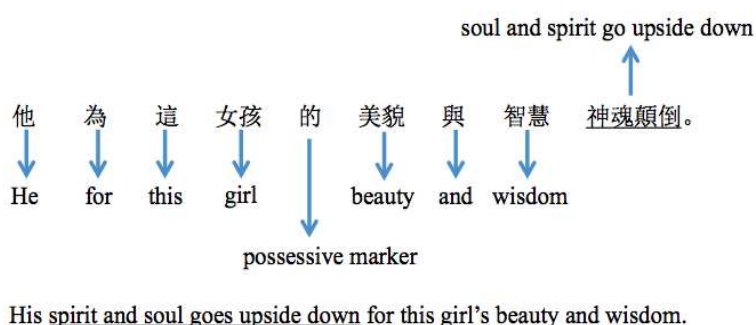 soul and spirit go upside down
他 為 這 女孩 的 美貌 與 智慧 神魂顛倒。
He for this girl beauty and wisdom
possessive marker
His spirit and soul goes upside down for this girl's beauty and wisdom.